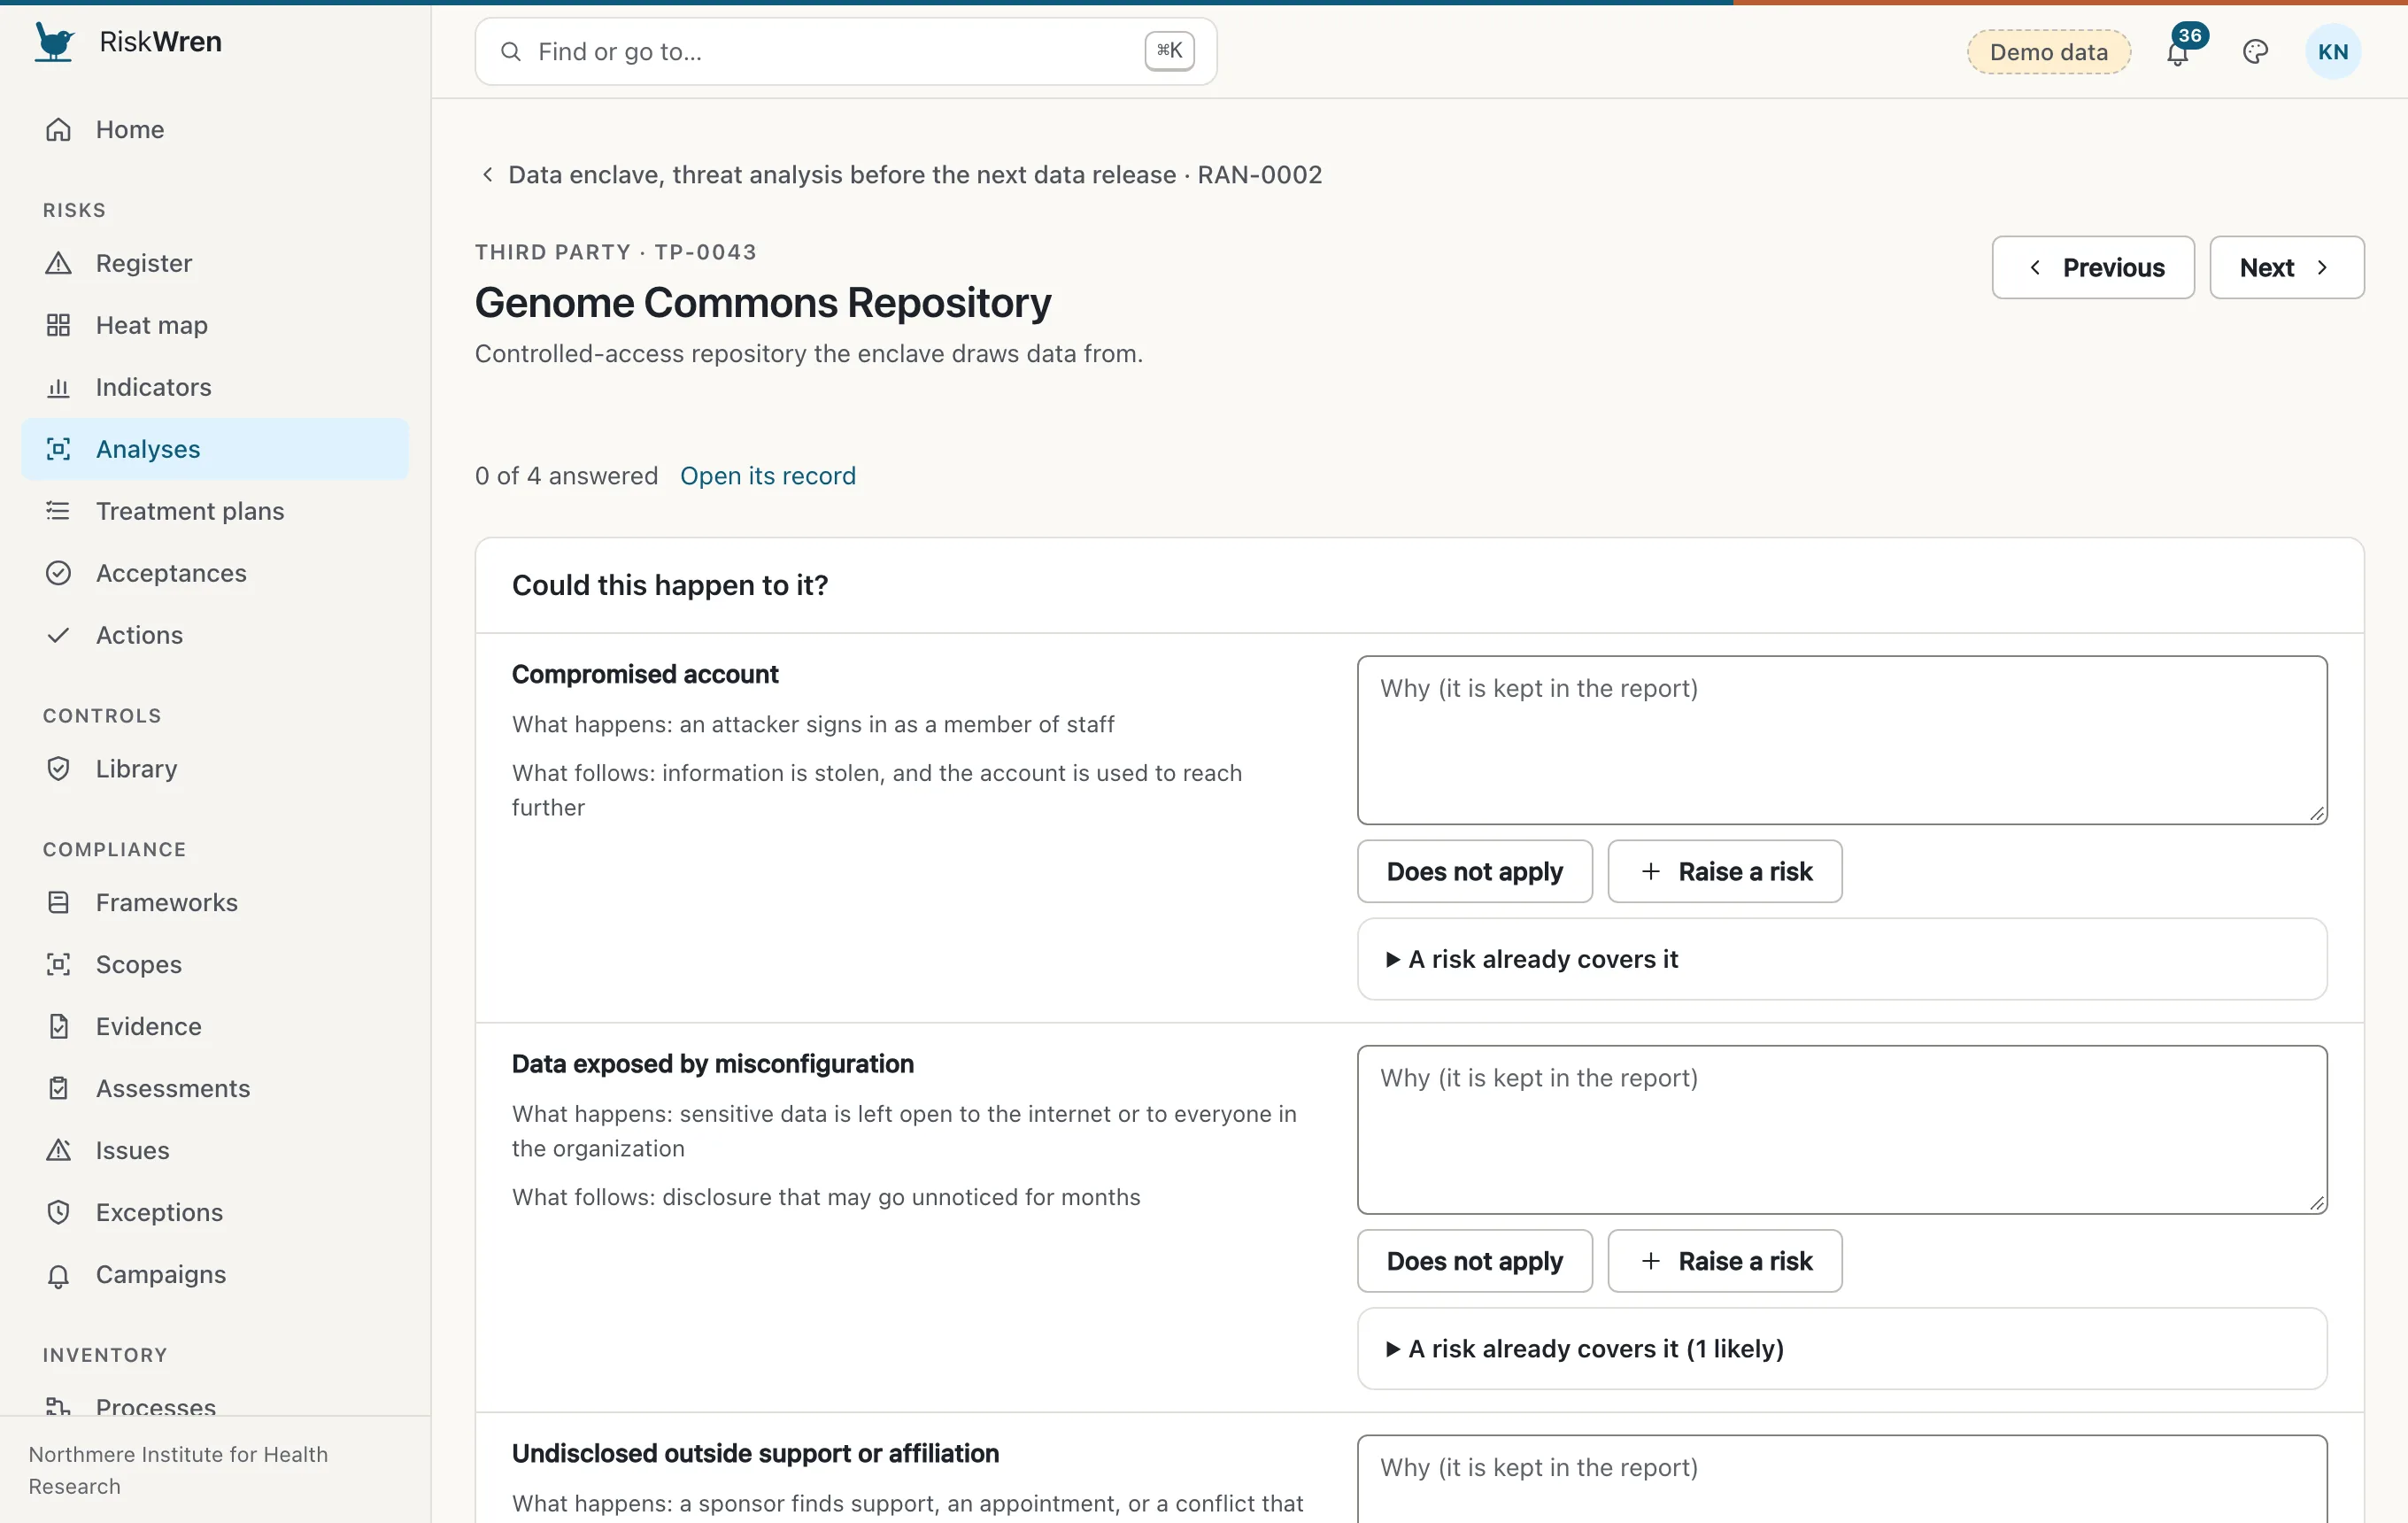 RiskWren
Find or go to...
⌘K
Demo data
36
KN
Home
RISKS
Register
Heat map
Indicators
Analyses
Treatment plans
Acceptances
Actions
CONTROLS
Library
COMPLIANCE
Frameworks
Scopes
Evidence
Assessments
Issues
Exceptions
Campaigns
INVENTORY
Processes
Northmere Institute for Health
Research
Data enclave, threat analysis before the next data release · RAN-0002
THIRD PARTY · TP-0043
Genome Commons Repository
Controlled-access repository the enclave draws data from.
Previous
Next
0 of 4 answered
Open its record
Could this happen to it?
Compromised account
What happens: an attacker signs in as a member of staff
What follows: information is stolen, and the account is used to reach
further
Why (it is kept in the report)
Does not apply
Raise a risk
A risk already covers it
Data exposed by misconfiguration
What happens: sensitive data is left open to the internet or to everyone in
the organization
What follows: disclosure that may go unnoticed for months
Why (it is kept in the report)
Does not apply
Raise a risk
A risk already covers it (1 likely)
Undisclosed outside support or affiliation
What happens: a sponsor finds support, an appointment, or a conflict that
Why (it is kept in the report)